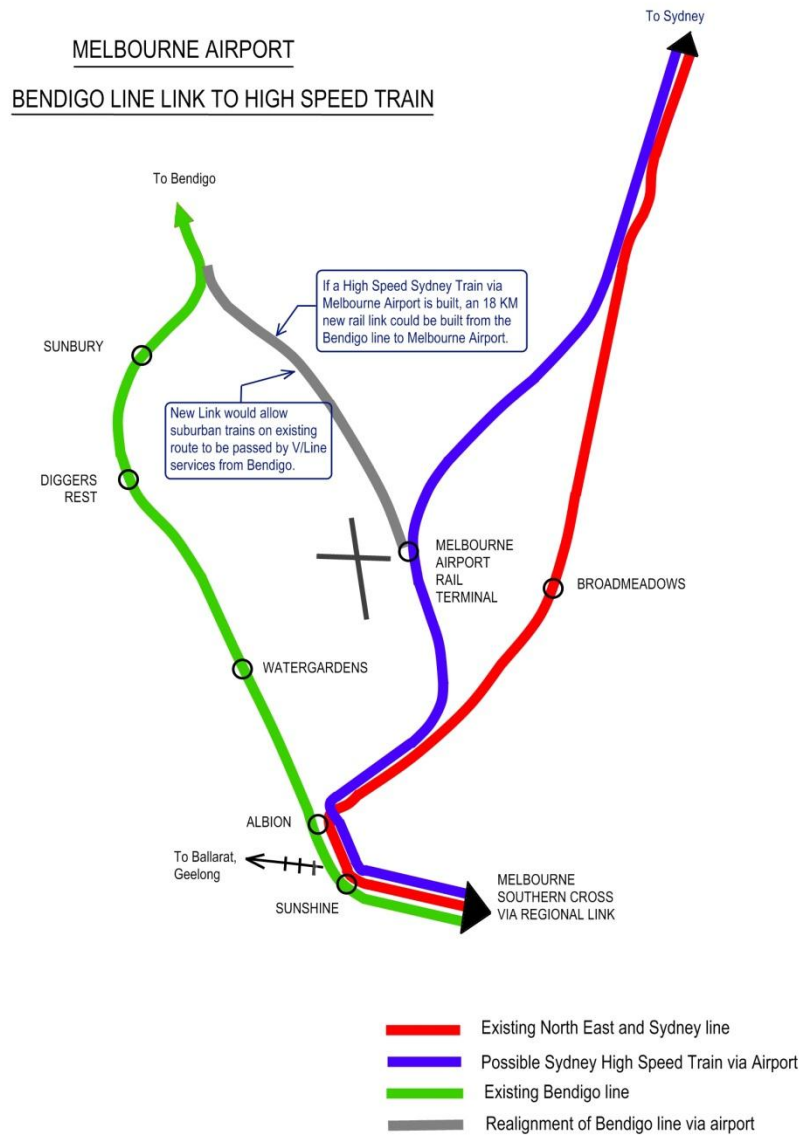 To Sydney
MELBOURNE AIRPORT
BENDIGO LINE LINK TO HIGH SPEED TRAIN
To Bendigo
If a High Speed Sydney Train via
Melbourne Airport is built, an 18 KM
new rail link could be built from the
Bendigo line to Melbourne Airport.
SUNBURY
New Link would allow
suburban trains on existing
route to be passed by V/Line
services from Bendigo.
DIGGERS
REST
MELBOURNE
AIRPORT
RAIL
TERMINAL
BROADMEADOWS
WATERGARDENS
ALBION
To Ballarat,
Geelong
SUNSHINE
MELBOURNE
SOUTHERN CROSS
VIA REGIONAL LINK
Existing North East and Sydney line
Possible Sydney High Speed Train via Airport
Existing Bendigo line
Realignment of Bendigo line via airport